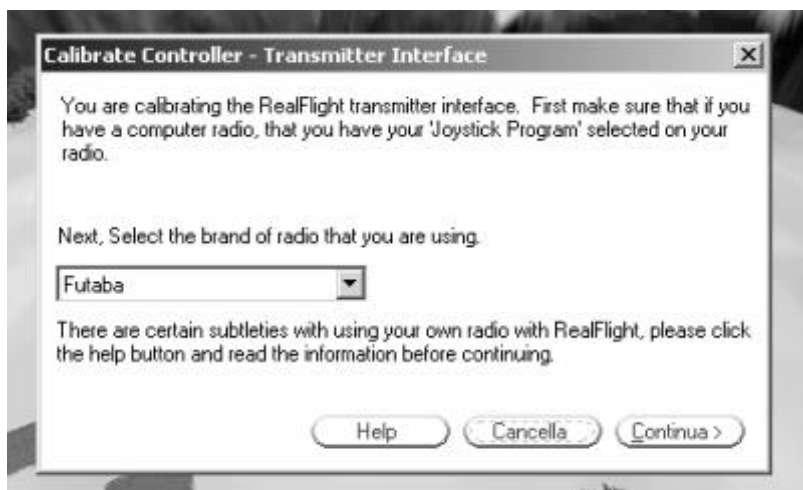 Calibrate Controller - Transmitter Interface
You are calibrating the RealFlight transmitter interface. First make sure that if you
have a computer radio, that you have your 'Joystick Program' selected on your
radio.
Next, Select the brand of radio that you are using.
Futaba
There are certain subtleties with using your own radio with RealFlight, please click
the help button and read the information before continuing.
Help Cancella Continua >